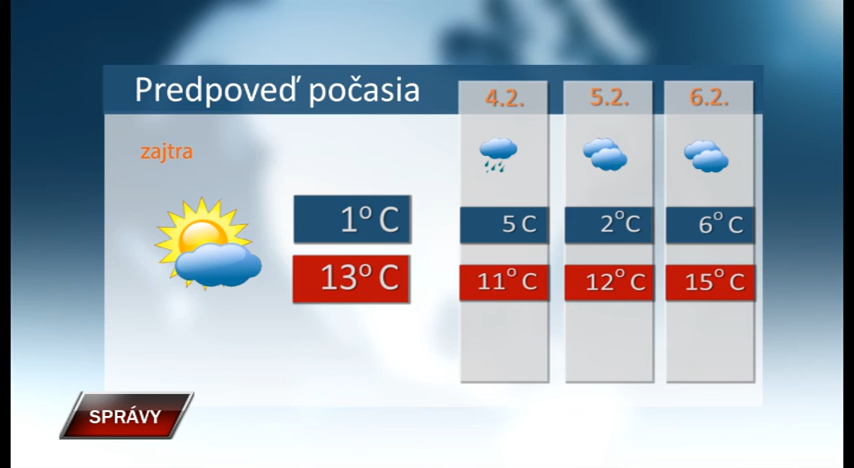 Predpoveď počasia
zajtra
1° C
13° C
4.2.
5 C
11° C
5.2.
2°C
12° C
6.2.
6° C
15° C
SPRÁVY